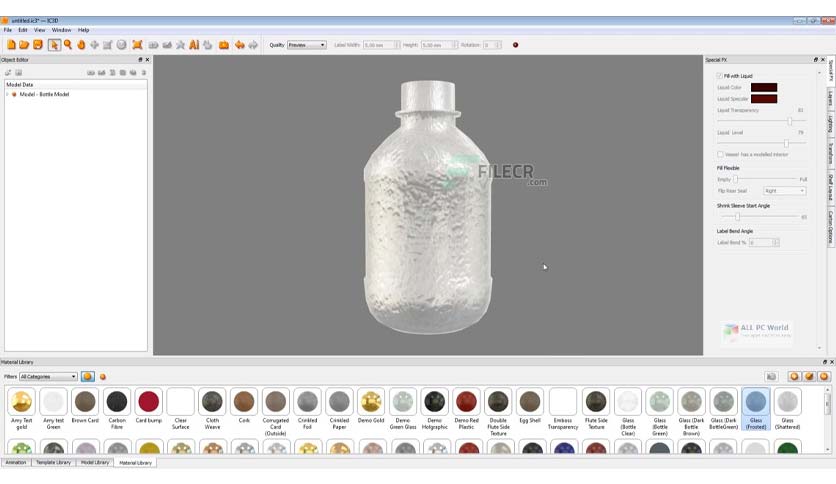 untitled.ic3* — IC3D
File Edit View Window Help
Quality Preview Label Width: 5.00 mm Height: 5.00 mm Rotation: 0
Object Editor
Model Data
Model - Bottle Model
FILECR
.com
Special FX
Fill with Liquid
Liquid Color
Liquid Specular
Liquid Transparency 83
Liquid Level 79
Vessel has a modelled interior
Fill Flexible
Empty Full
Flip Rear Seal Right
Shrink Sleeve Start Angle
65
Label Bend Angle
Label Bend % 0
ALL PC World
Special FX
Layers
Lighting
Transform
Shelf Layout
Carton Options
Material Library
Filters All Categories
Amy Text gold
Amy text Green
Brown Card
Carbon Fibre
Card bump
Clear Surface
Cloth Weave
Cork
Corrugated Card (Outside)
Crinkled Foil
Crinkled Paper
Demo Gold
Demo Green Glass
Demo Holgraphic
Demo Red Plastic
Double Flute Side Texture
Egg Shell
Emboss Transparency
Flute Side Texture
Glass (Bottle Clear)
Glass (Bottle Green)
Glass (Dark Bottle Brown)
Glass (Dark BottleGreen)
Glass (Frosted)
Glass (Shattered)
Animation Template Library Model Library Material Library